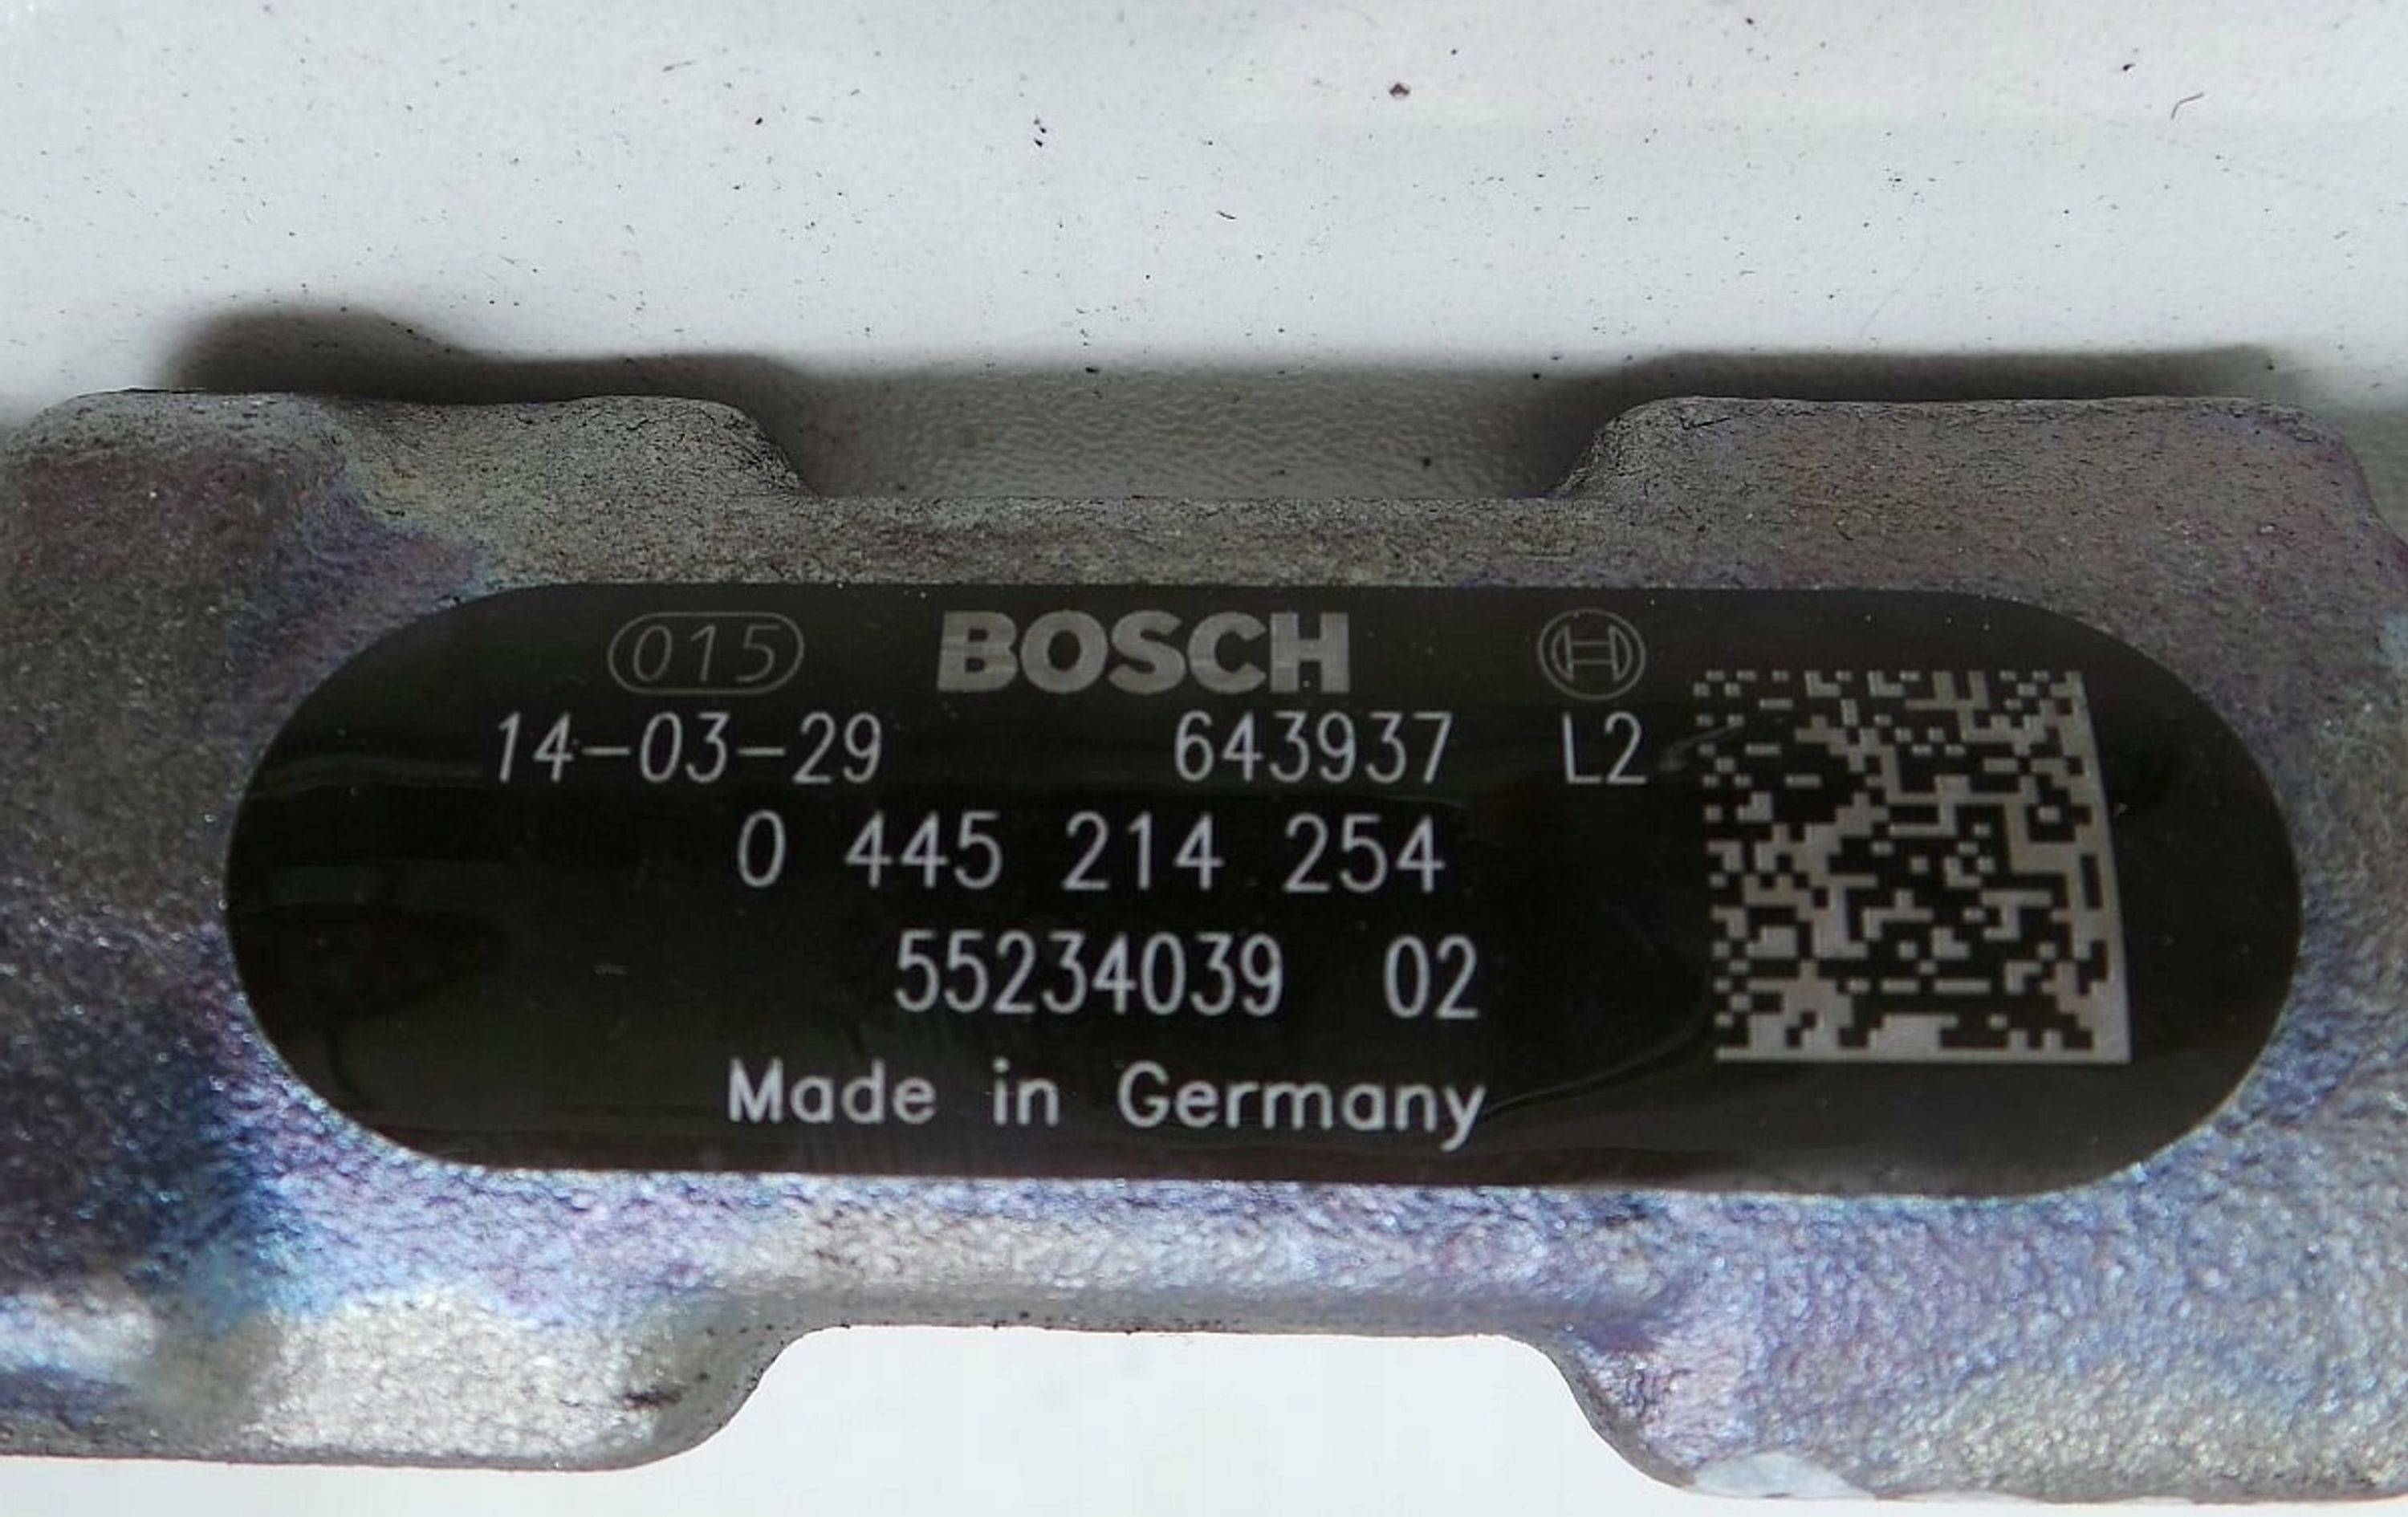 015 BOSCH
14-03-29 643937 L2
0 445 214 254
55234039 02
Made in Germany